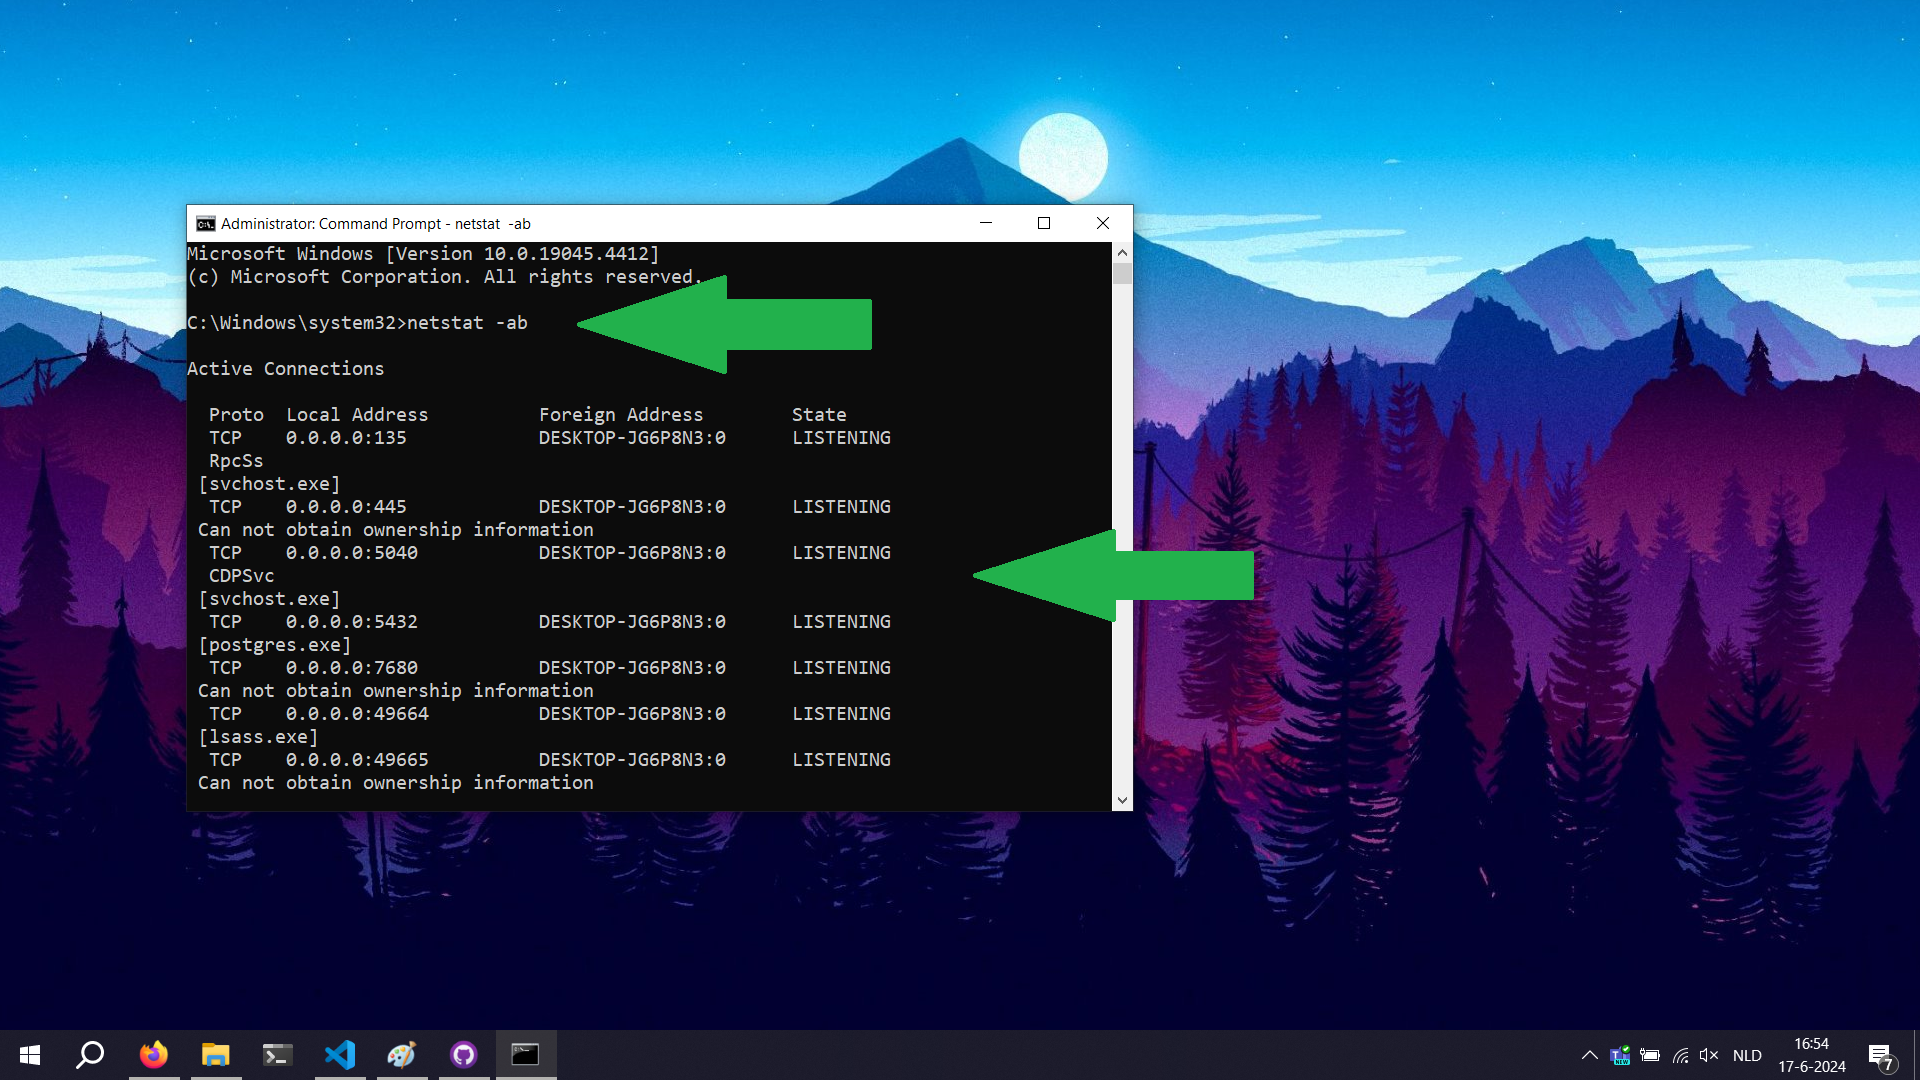 Administrator: Command Prompt - netstat  -ab
Microsoft Windows [Version 10.0.19045.4412]
(c) Microsoft Corporation. All rights reserved.
C:\Windows\system32>netstat -ab
Active Connections
Proto  Local Address          Foreign Address        State
TCP    0.0.0.0:135            DESKTOP-JG6P8N3:0      LISTENING
RpcSs
[svchost.exe]
TCP    0.0.0.0:445            DESKTOP-JG6P8N3:0      LISTENING
Can not obtain ownership information
TCP    0.0.0.0:5040           DESKTOP-JG6P8N3:0      LISTENING
CDPSvc
[svchost.exe]
TCP    0.0.0.0:5432           DESKTOP-JG6P8N3:0      LISTENING
[postgres.exe]
TCP    0.0.0.0:7680           DESKTOP-JG6P8N3:0      LISTENING
Can not obtain ownership information
TCP    0.0.0.0:49664          DESKTOP-JG6P8N3:0      LISTENING
[lsass.exe]
TCP    0.0.0.0:49665          DESKTOP-JG6P8N3:0      LISTENING
Can not obtain ownership information
NLD
16:54
17-6-2024
7